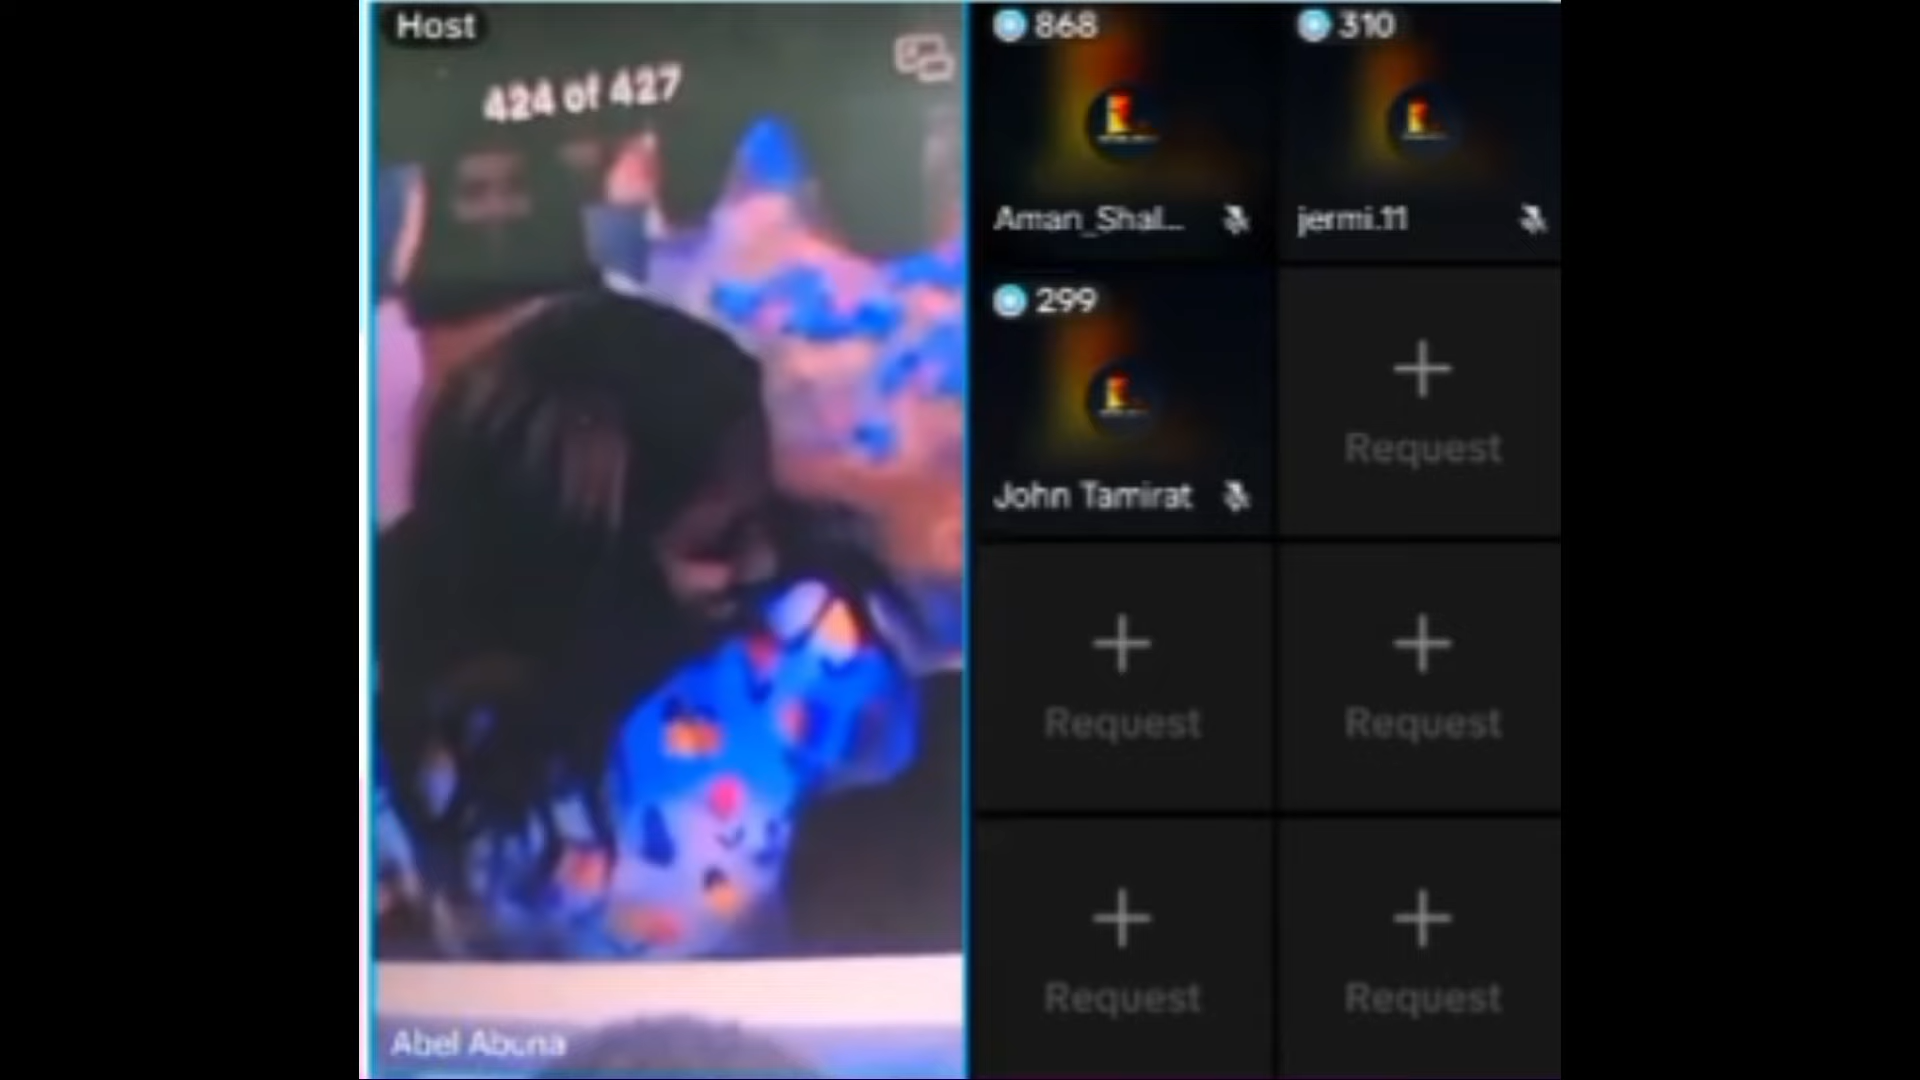 Host
424 of 427
868
310
Aman_Shal...
jermi.11
299
John Tamirat
Request
Request
Request
Request
Request
Abel Abuna